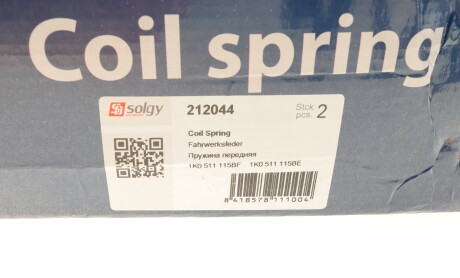 Coil spring
solgy 212044 Stck pcs. 2
Coil Spring
Fahrwerksfeder
Пружина передняя
1K0 511 115BF 1K0 511 115BE
8 418578 111004